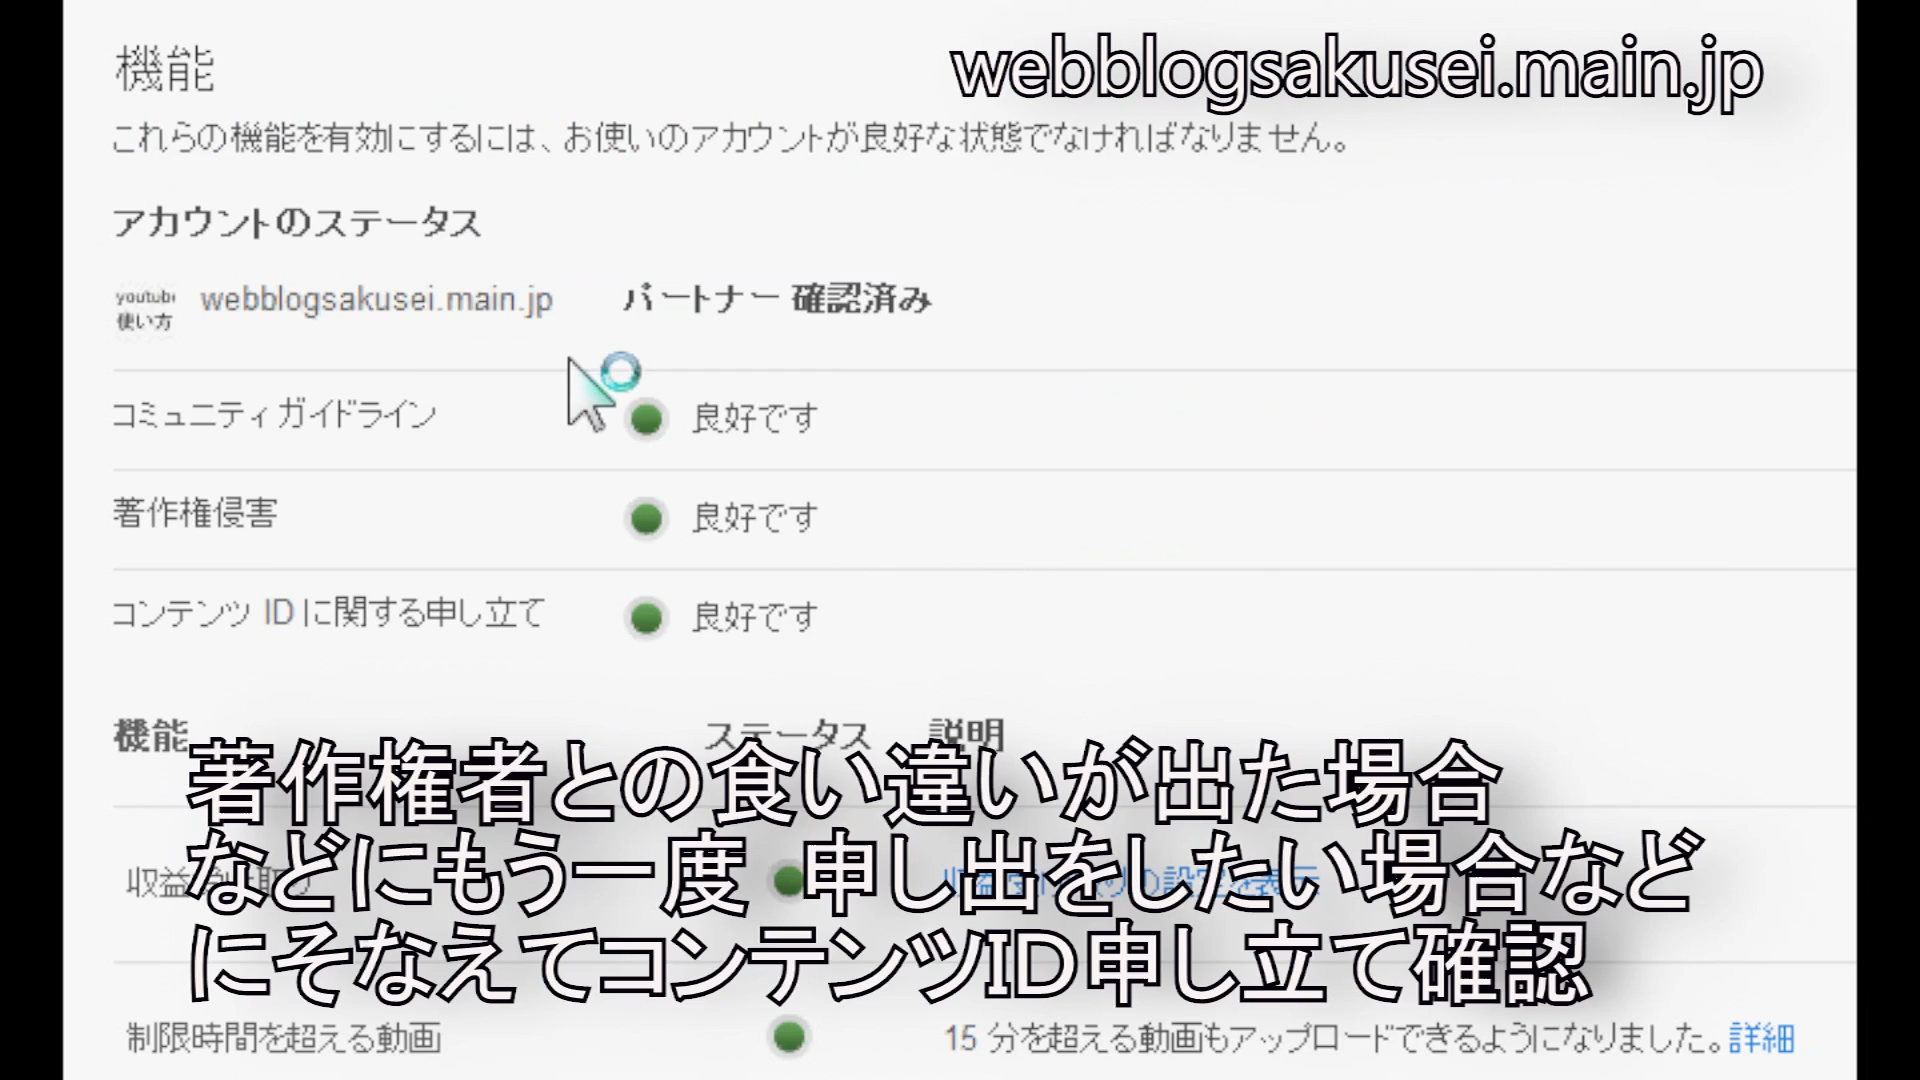 機能
webblogsakusei.main.jp
これらの機能を有効にするには、お使いのアカウントが良好な状態でなければなりません。
アカウントのステータス
youtube
使い方
webblogsakusei.main.jp パートナー 確認済み
コミュニティ ガイドライン 良好です
著作権侵害 良好です
コンテンツ ID に関する申し立て 良好です
機能 ステータス 説明
著作権者との食い違いが出た場合
などにもう一度 申し出をしたい場合など
にそなえてコンテンツID申し立て確認
制限時間を超える動画 15 分を超える動画もアップロードできるようになりました。詳細